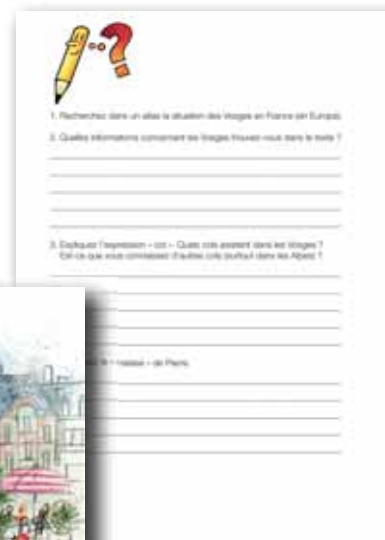 1. Recherchez dans un atlas la situation des Vosges en France (en Europe).
2. Quelles informations concernant les Vosges trouvez-vous dans le texte ?
3. Expliquez l'expression « col ». Quels cols existent dans les Vosges ?
Est-ce que vous connaissez d'autres cols (surtout dans les Alpes) ?
de Pierre.